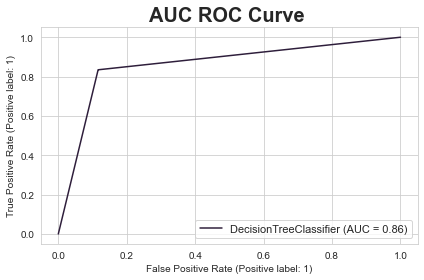 AUC ROC Curve
True Positive Rate (Positive label: 1)
1.0
0.8
0.6
0.4
0.2
0.0
DecisionTreeClassifier (AUC = 0.86)
0.0 0.2 0.4 0.6 0.8 1.0
False Positive Rate (Positive label: 1)